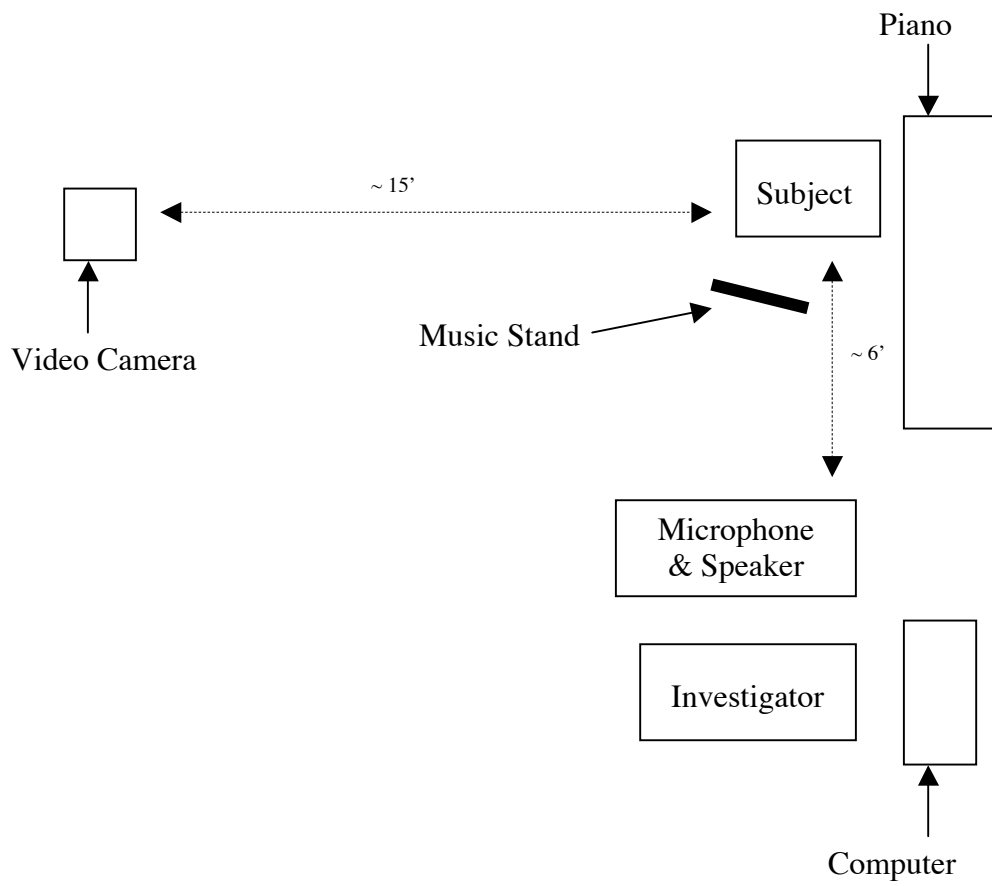 Piano
~ 15’
Subject
Music Stand
Video Camera
~ 6’
Microphone
& Speaker
Investigator
Computer